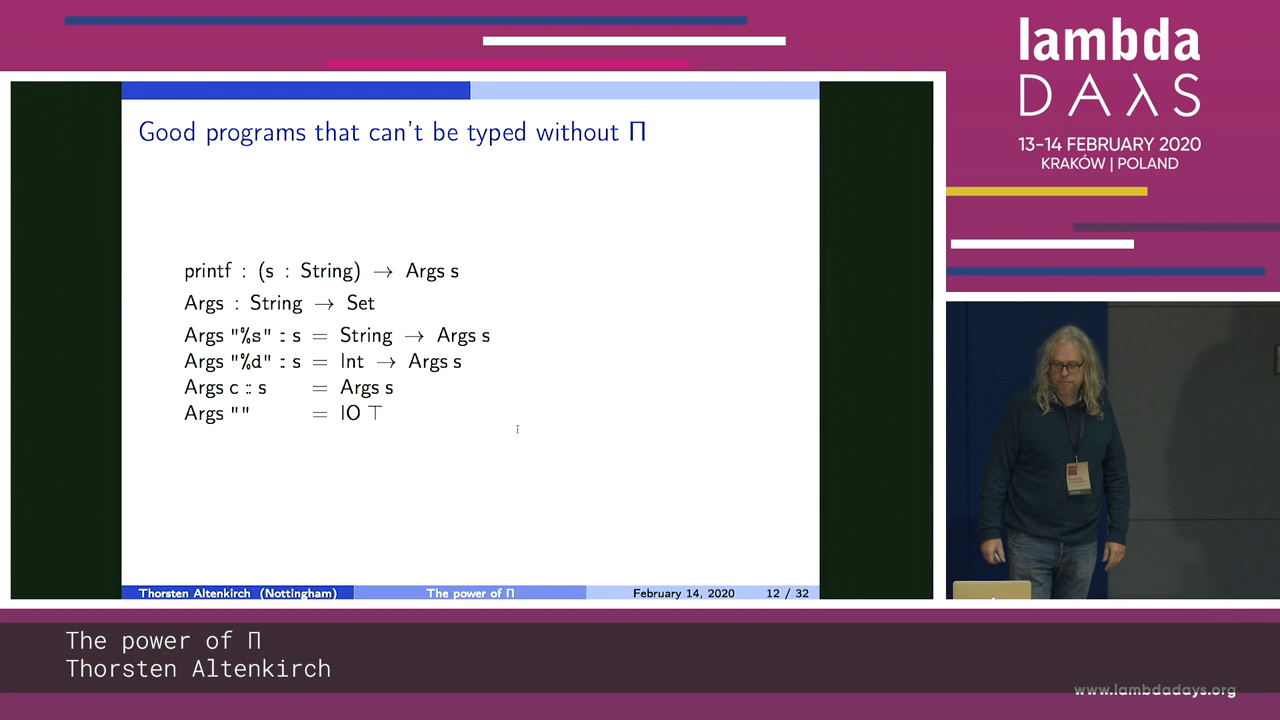 lambda
DAλS
13–14 FEBRUARY 2020
KRAKÓW | POLAND
Good programs that can't be typed without Π
printf : (s : String) → Args s
Args : String → Set
Args "%s" :: s = String → Args s
Args "%d" :: s = Int → Args s
Args c :: s = Args s
Args "" = IO ⊤
Thorsten Altenkirch (Nottingham) The power of Π February 14, 2020 12 / 32
The power of Π
Thorsten Altenkirch
www.lambdadays.org